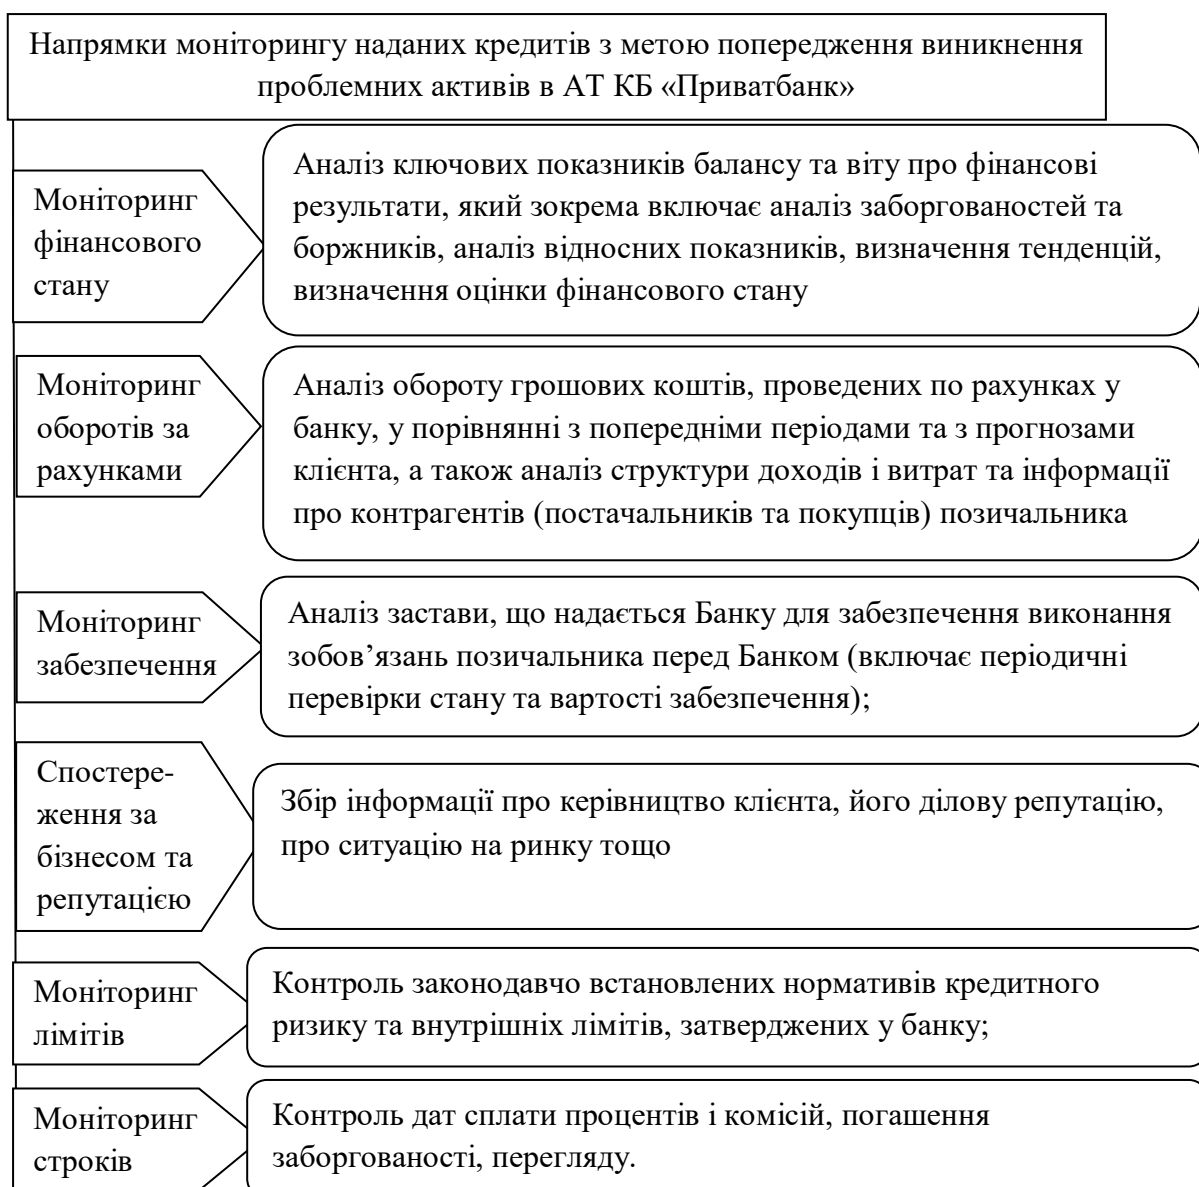 Напрямки моніторингу наданих кредитів з метою попередження виникнення
проблемних активів в АТ КБ «Приватбанк»
Моніторинг
фінансового
стану
Аналіз ключових показників балансу та віту про фінансові
результати, який зокрема включає аналіз заборгованостей та
боржників, аналіз відносних показників, визначення тенденцій,
визначення оцінки фінансового стану
Моніторинг
оборотів за
рахунками
Аналіз обороту грошових коштів, проведених по рахунках у
банку, у порівнянні з попередніми періодами та з прогнозами
клієнта, а також аналіз структури доходів і витрат та інформації
про контрагентів (постачальників та покупців) позичальника
Моніторинг
забезпечення
Аналіз застави, що надається Банку для забезпечення виконання
зобов’язань позичальника перед Банком (включає періодичні
перевірки стану та вартості забезпечення);
Спостере-
ження за
бізнесом та
репутацією
Збір інформації про керівництво клієнта, його ділову репутацію,
про ситуацію на ринку тощо
Моніторинг
лімітів
Контроль законодавчо встановлених нормативів кредитного
ризику та внутрішніх лімітів, затверджених у банку;
Моніторинг
строків
Контроль дат сплати процентів і комісій, погашення
заборгованості, перегляду.